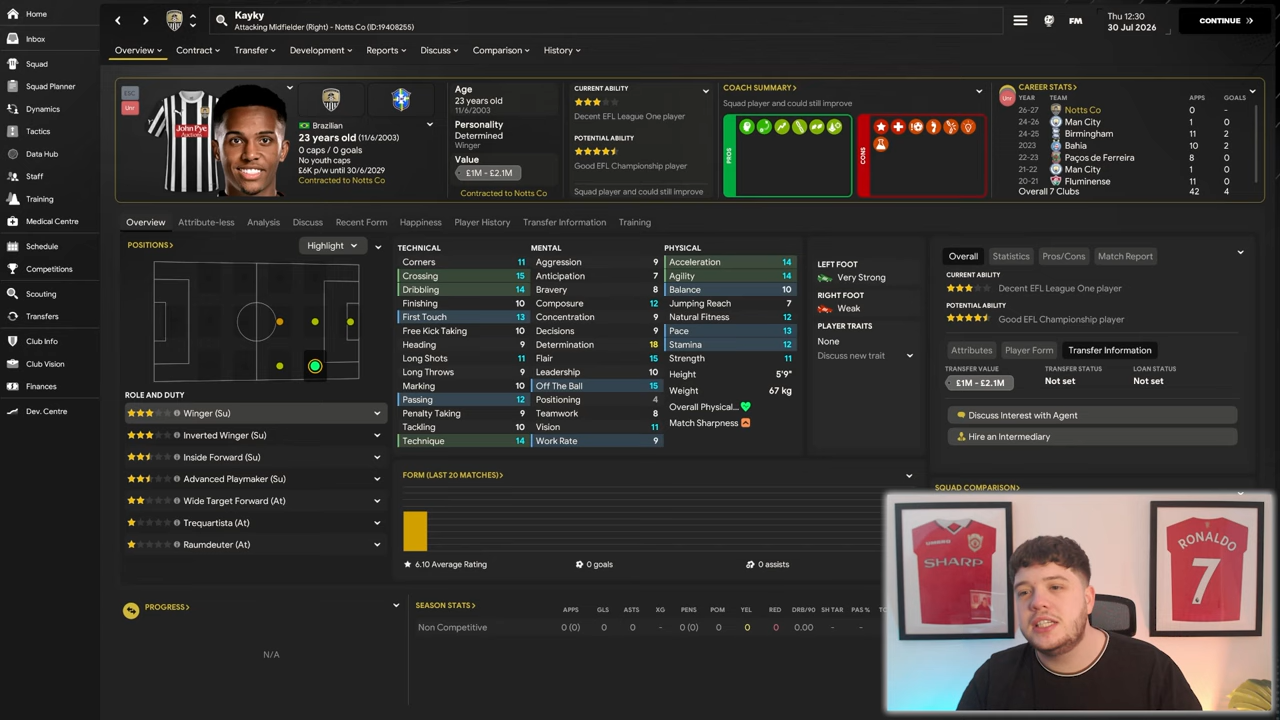 Home
Inbox
Squad
Squad Planner
Dynamics
Tactics
Data Hub
Staff
Training
Medical Centre
Schedule
Competitions
Scouting
Transfers
Club Info
Club Vision
Finances
Dev. Centre
Kayky
Attacking Midfielder (Right) - Notts Co (ID:19408255)
FM
Thu 12:30
30 Jul 2026
CONTINUE
Overview
Contract
Transfer
Development
Reports
Discuss
Comparison
History
ESC
Unr
John Pye
Auctions
Brazilian
23 years old (11/6/2003)
0 caps / 0 goals
No youth caps
£6K p/w until 30/6/2029
Contracted to Notts Co
Age
23 years old
11/6/2003
Personality
Determined
Winger
Value
£1M - £2.1M
Contracted to Notts Co
CURRENT ABILITY
Decent EFL League One player
POTENTIAL ABILITY
Good EFL Championship player
Squad player and could still improve
COACH SUMMARY>
Squad player and could still improve
PROS
CONS
Unr
CAREER STATS>
YEAR TEAM APPS GOALS
26-27 Notts Co 0 -
24-26 Man City 1 0
24-25 Birmingham 11 2
2023 Bahia 10 2
22-23 Paços de Ferreira 8 0
21-22 Man City 1 0
20-21 Fluminense 11 0
Overall 7 Clubs 42 4
Overview
Attribute-less
Analysis
Discuss
Recent Form
Happiness
Player History
Transfer Information
Training
POSITIONS>
Highlight
ROLE AND DUTY
Winger (Su)
Inverted Winger (Su)
Inside Forward (Su)
Advanced Playmaker (Su)
Wide Target Forward (At)
Trequartista (At)
Raumdeuter (At)
TECHNICAL
Corners 11
Crossing 15
Dribbling 14
Finishing 10
First Touch 13
Free Kick Taking 10
Heading 9
Long Shots 11
Long Throws 9
Marking 10
Passing 12
Penalty Taking 9
Tackling 10
Technique 14
MENTAL
Aggression 9
Anticipation 7
Bravery 8
Composure 12
Concentration 9
Decisions 9
Determination 18
Flair 15
Leadership 10
Off The Ball 15
Positioning 4
Teamwork 8
Vision 11
Work Rate 9
PHYSICAL
Acceleration 14
Agility 14
Balance 10
Jumping Reach 7
Natural Fitness 12
Pace 13
Stamina 12
Strength 11
Height 5'9"
Weight 67 kg
Overall Physical...
Match Sharpness
LEFT FOOT
Very Strong
RIGHT FOOT
Weak
PLAYER TRAITS
None
Discuss new trait
Overall
Statistics
Pros/Cons
Match Report
CURRENT ABILITY
Decent EFL League One player
POTENTIAL ABILITY
Good EFL Championship player
Attributes
Player Form
Transfer Information
TRANSFER VALUE TRANSFER STATUS LOAN STATUS
£1M - £2.1M Not set Not set
Discuss Interest with Agent
Hire an Intermediary
SQUAD COMPARISON>
FORM (LAST 20 MATCHES)>
6.10 Average Rating
0 goals
0 assists
PROGRESS>
N/A
SEASON STATS>
APPS GLS ASTS XG PENS POM YEL RED DRB/90 SH TAR PAS %
Non Competitive 0 (0) 0 0 - 0 (0) 0 0 0 0.00 - -
SHARP
RONALDO
7